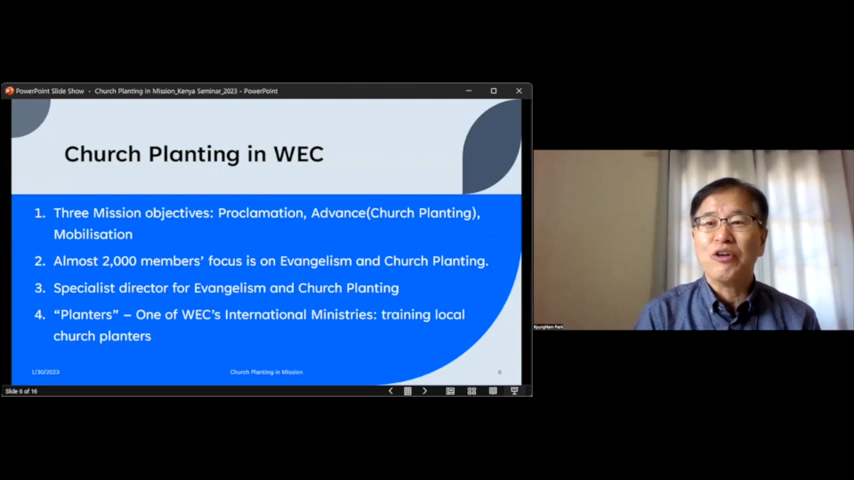 PowerPoint Slide Show - Church Planting in Mission_Kenya Seminar_2023 - PowerPoint
Church Planting in WEC
1. Three Mission objectives: Proclamation, Advance(Church Planting),
Mobilisation
2. Almost 2,000 members' focus is on Evangelism and Church Planting.
3. Specialist director for Evangelism and Church Planting
4. “Planters” – One of WEC's International Ministries: training local
church planters
1/30/2023
Church Planting in Mission
6
Slide 6 of 16
KyungNam Park